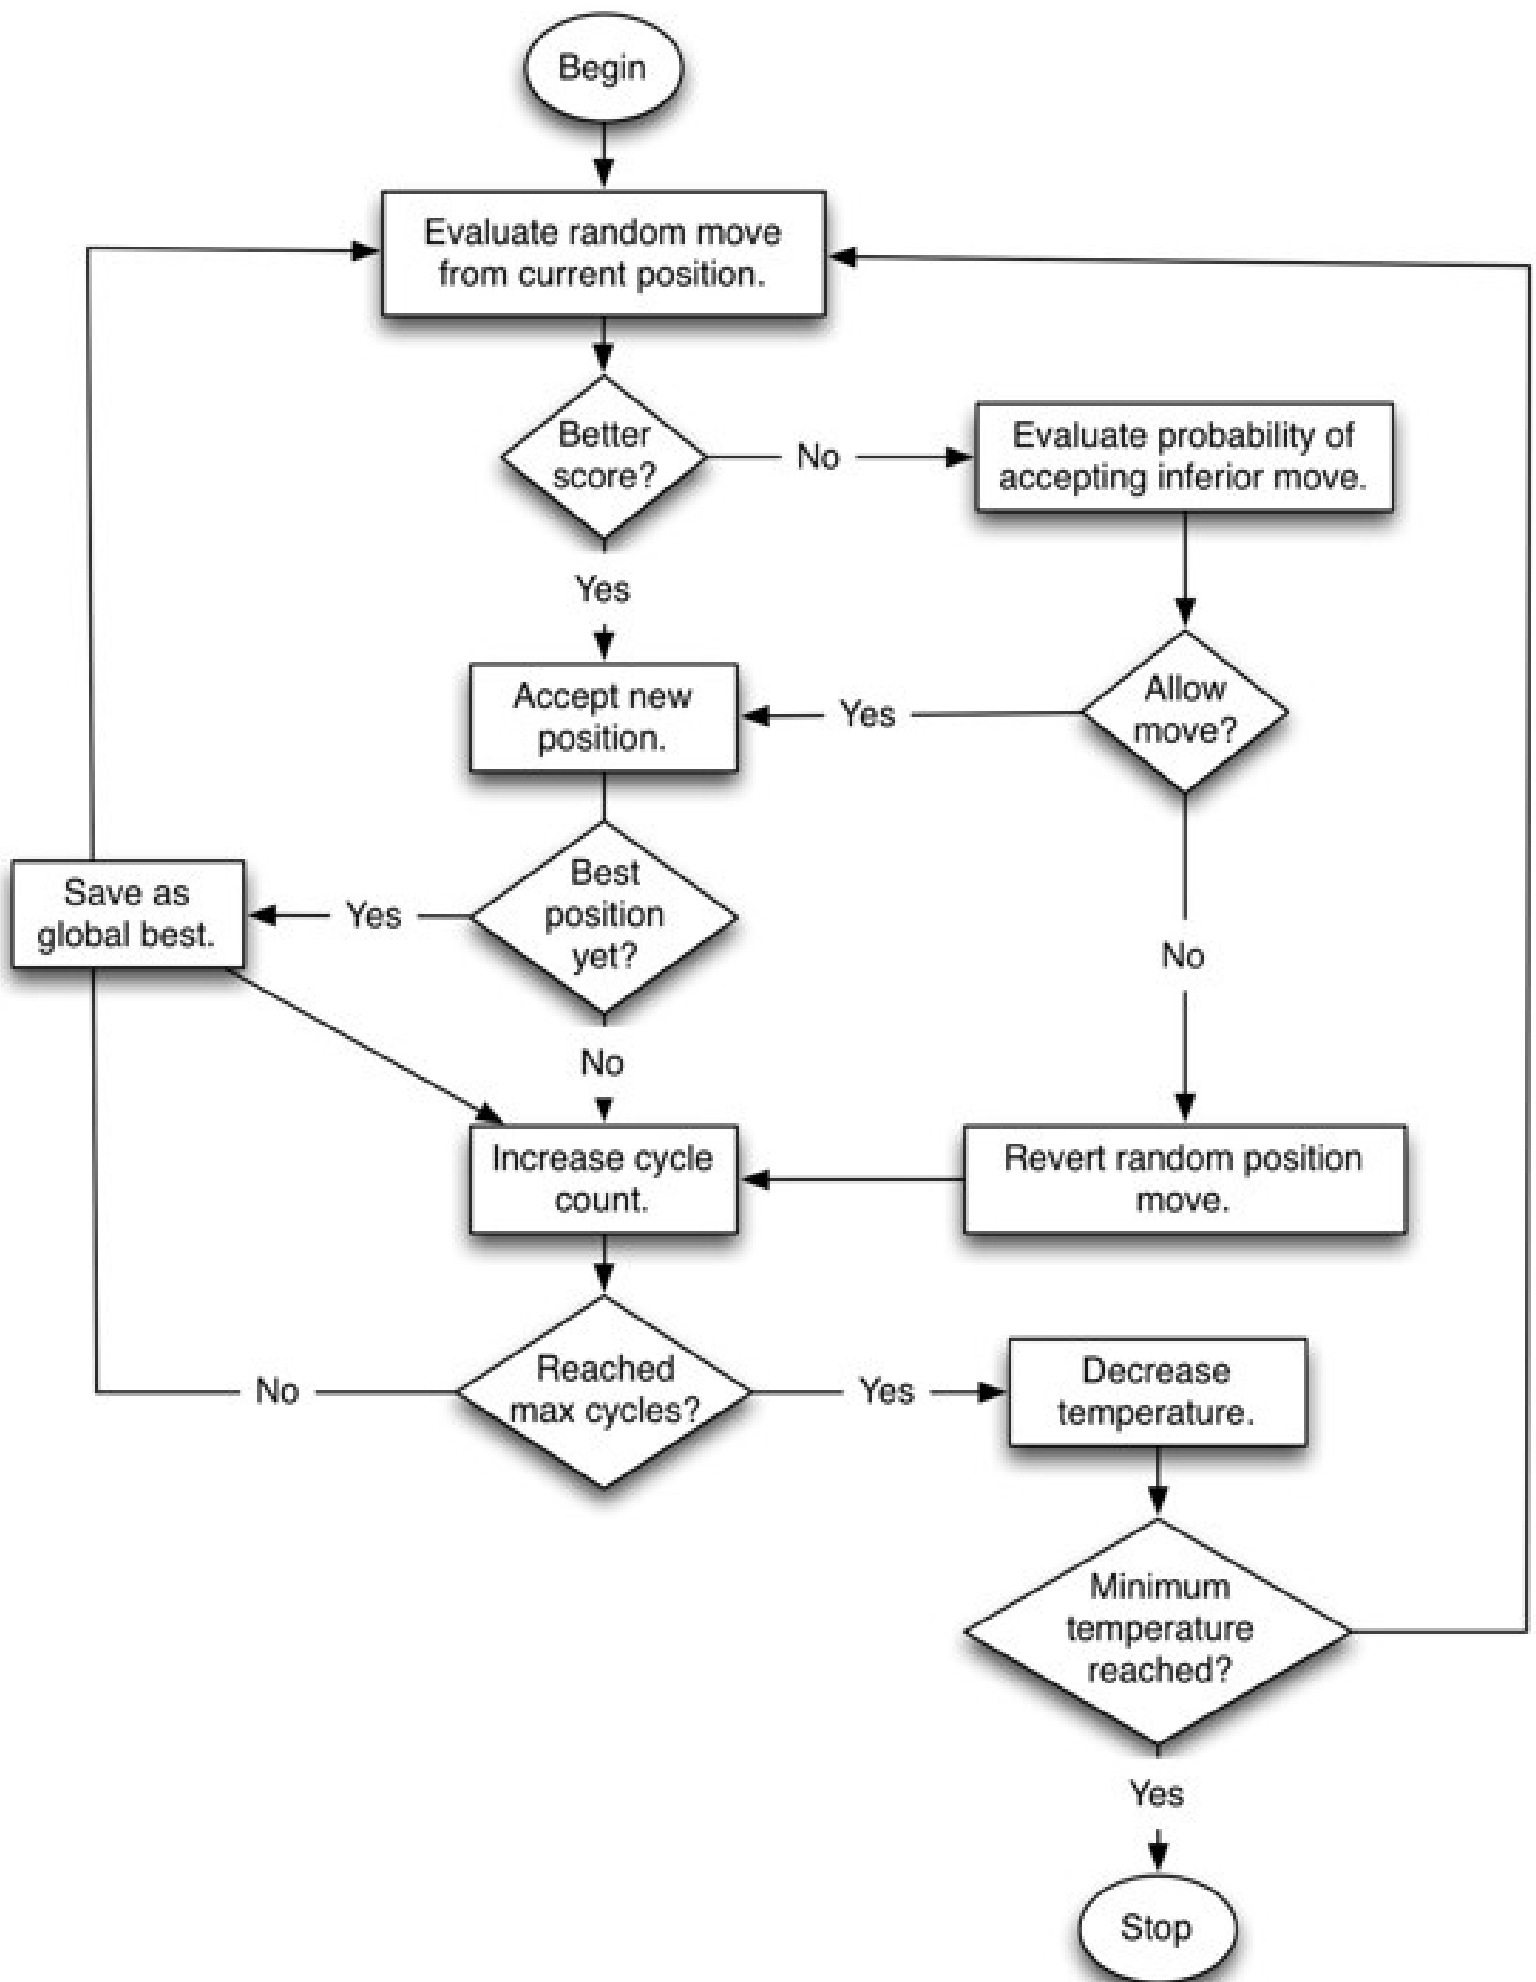 Begin
Evaluate random move
from current position.
Better
score?
No
Evaluate probability of
accepting inferior move.
Yes
Accept new
position.
Yes
Allow
move?
Save as
global best.
Yes
Best
position
yet?
No
No
Increase cycle
count.
Revert random position
move.
No
Reached
max cycles?
Yes
Decrease
temperature.
Minimum
temperature
reached?
Yes
Stop